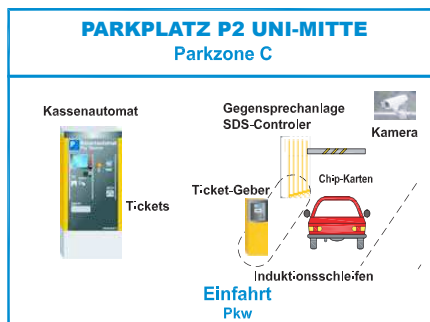 PARKPLATZ P2 UNI-MITTE
Parkzone C
Kassenautomat
Gegensprechanlage
SDS-Controler
Kamera
Chip-Karten
Ticket-Geber
Tickets
Induktionsschleifen
Einfahrt
Pkw